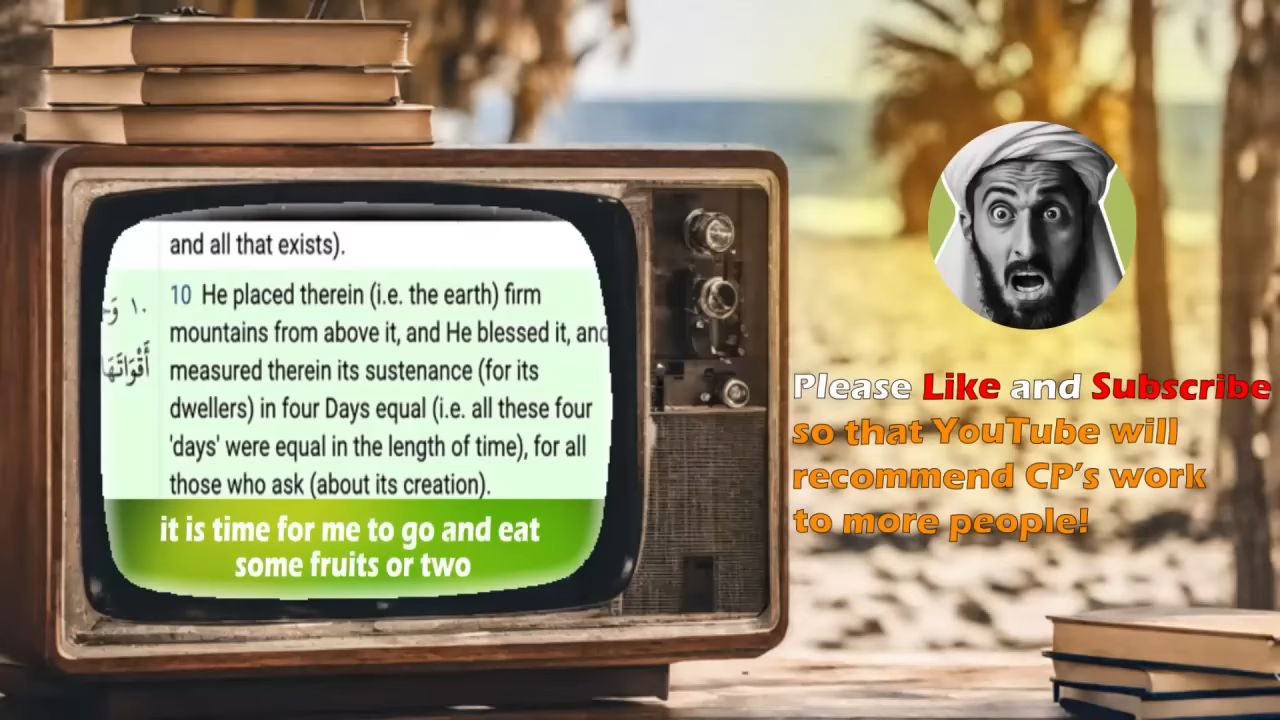 and all that exists).
10 He placed therein (i.e. the earth) firm
mountains from above it, and He blessed it, and
measured therein its sustenance (for its
dwellers) in four Days equal (i.e. all these four
'days' were equal in the length of time), for all
those who ask (about its creation).
١٠
أَقْوَاتَهَا
it is time for me to go and eat
some fruits or two
Please Like and Subscribe
so that YouTube will
recommend CP's work
to more people!